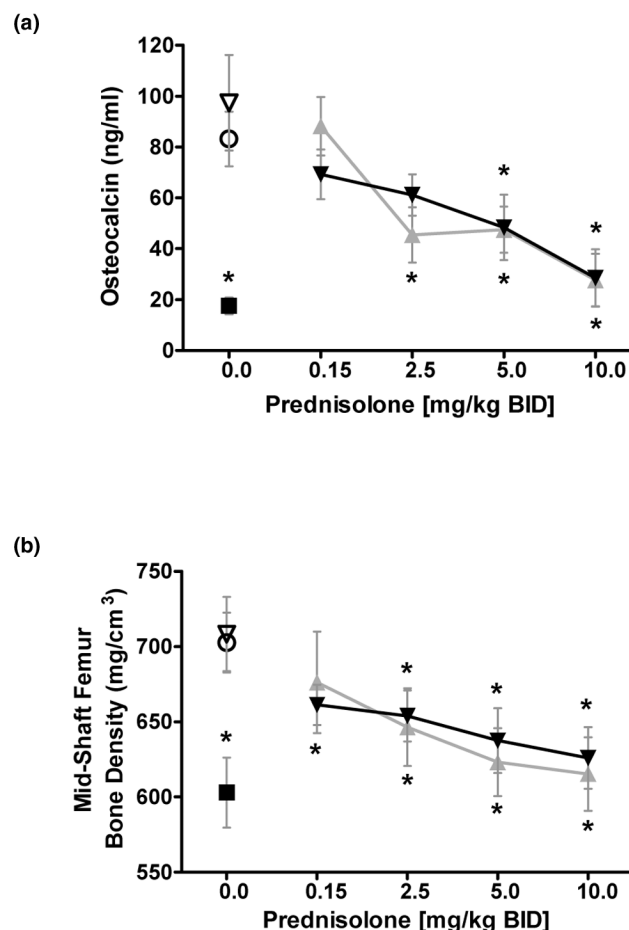 (a)
120
100
80
60
40
20
0
Osteocalcin (ng/ml)
*
*
*
*
*
*
0.0 0.15 2.5 5.0 10.0
Prednisolone [mg/kg BID]
(b)
750
700
650
600
550
Mid-Shaft Femur
Bone Density (mg/cm³)
*
*
*
*
*
*
*
*
0.0 0.15 2.5 5.0 10.0
Prednisolone [mg/kg BID]